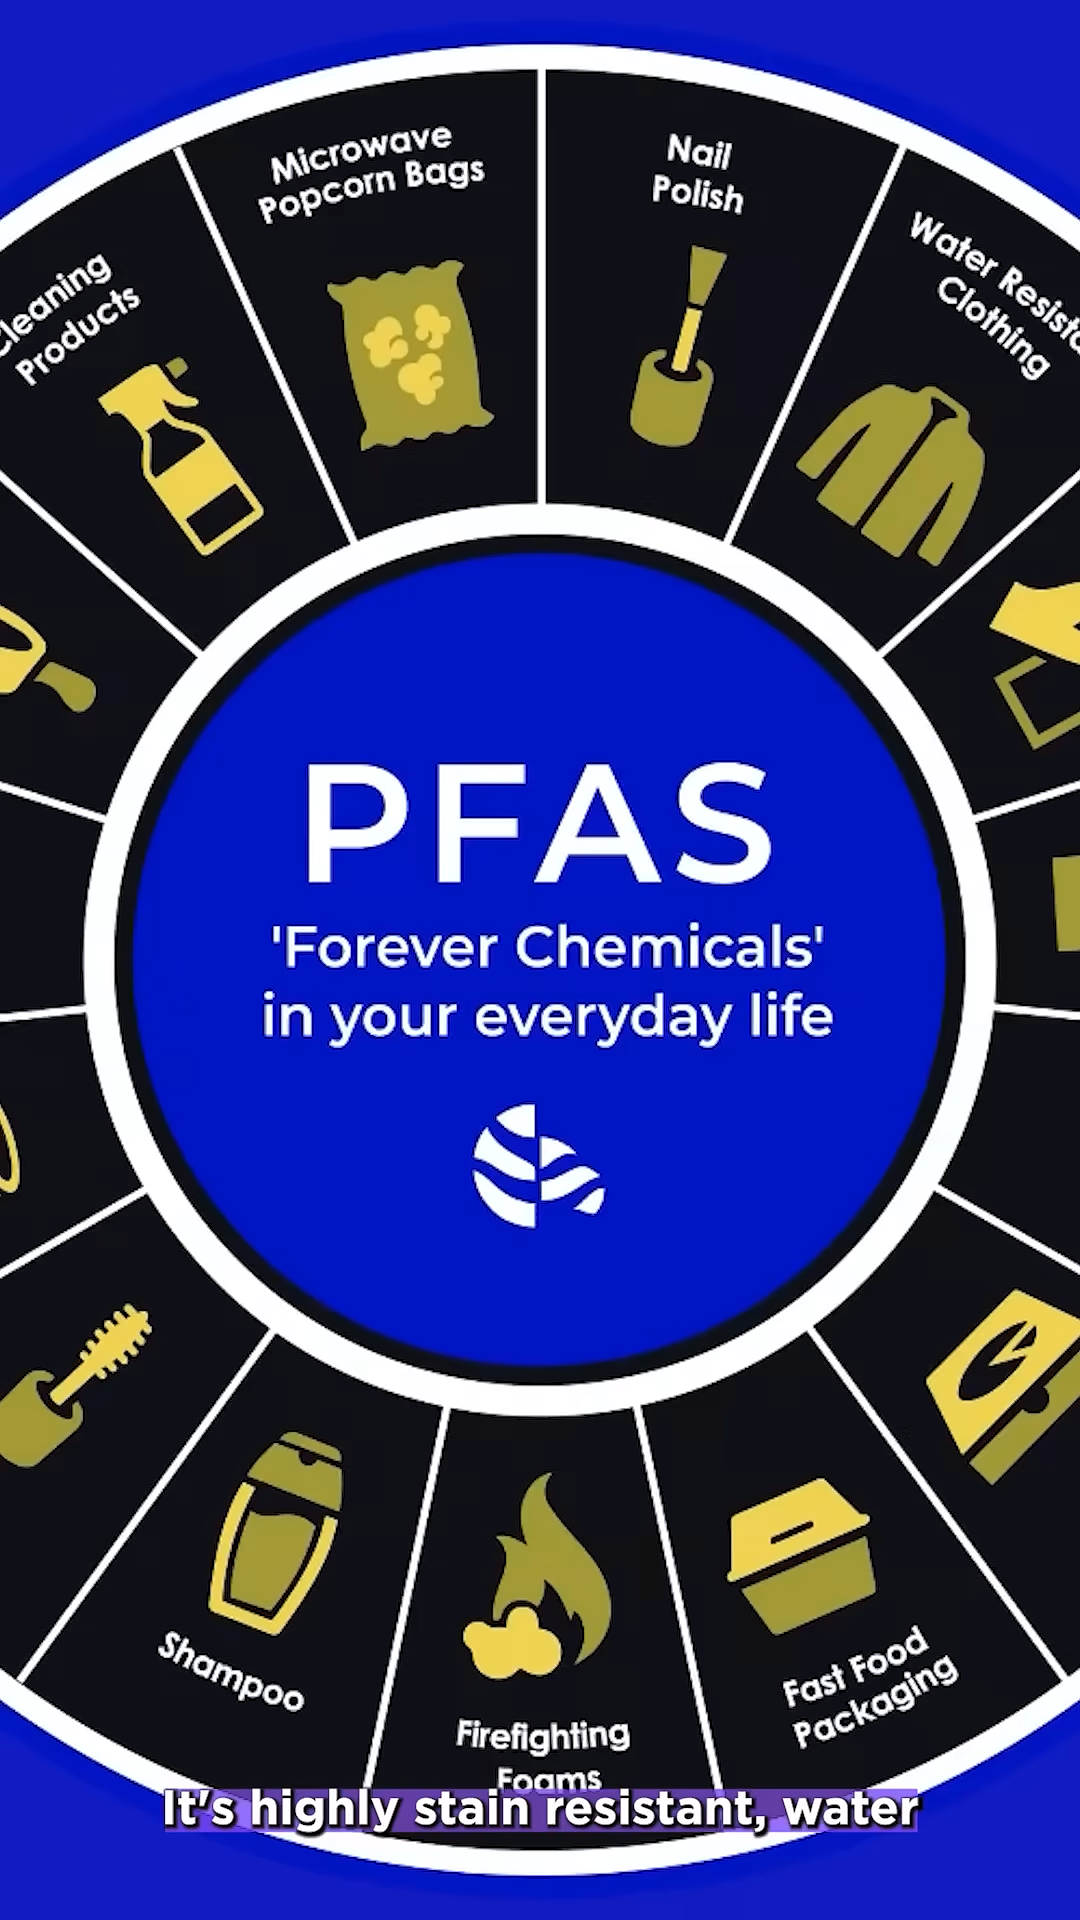 Microwave
Popcorn Bags
Nail
Polish
Water
Clothing
Cleaning
Products
PFAS
'Forever Chemicals'
in your everyday life
Shampoo
Firefighting
Foams
Fast Food
Packaging
It's highly stain resistant, water